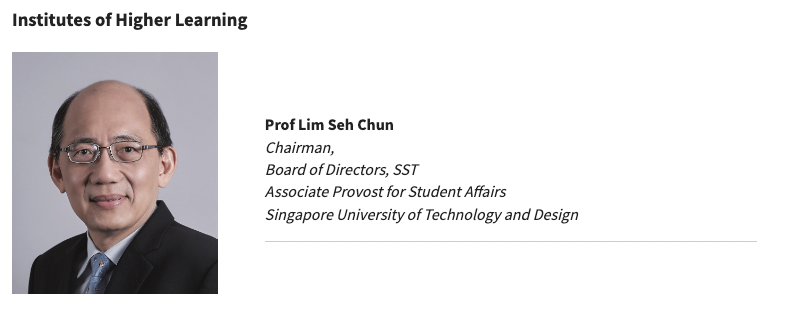 Institutes of Higher Learning
Prof Lim Seh Chun
Chairman,
Board of Directors, SST
Associate Provost for Student Affairs
Singapore University of Technology and Design